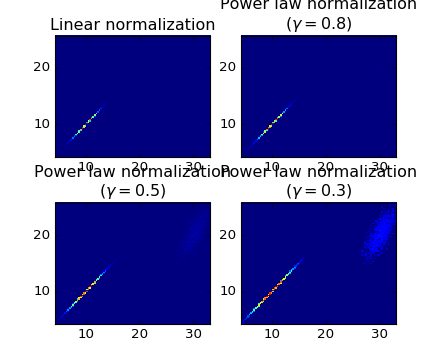 Linear normalization
Power law normalization
(γ = 0.8)
20
10
10 20 30
20
10
10 20 30
Power law normalization
(γ = 0.5)
Power law normalization
(γ = 0.3)
20
10
10 20 30
20
10
10 20 30